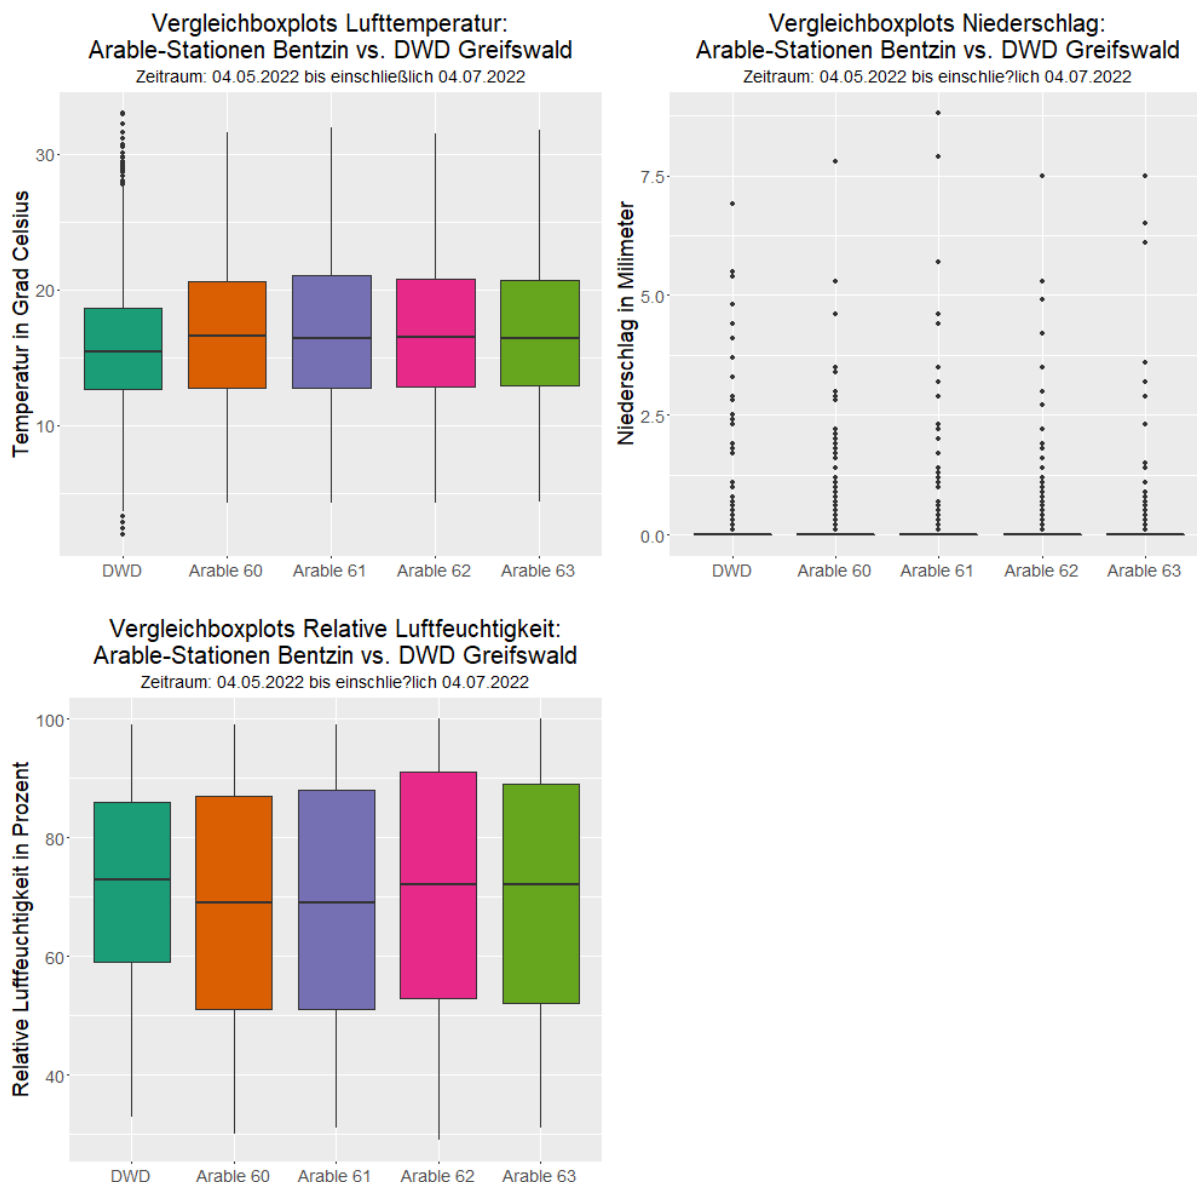 Vergleichboxplots Lufttemperatur:
Arable-Stationen Bentzin vs. DWD Greifswald
Zeitraum: 04.05.2022 bis einschließlich 04.07.2022
Temperatur in Grad Celsius
30
20
10
DWD Arable 60 Arable 61 Arable 62 Arable 63
Vergleichboxplots Niederschlag:
Arable-Stationen Bentzin vs. DWD Greifswald
Zeitraum: 04.05.2022 bis einschlie?lich 04.07.2022
Niederschlag in Milimeter
7.5
5.0
2.5
0.0
DWD Arable 60 Arable 61 Arable 62 Arable 63
Vergleichboxplots Relative Luftfeuchtigkeit:
Arable-Stationen Bentzin vs. DWD Greifswald
Zeitraum: 04.05.2022 bis einschlie?lich 04.07.2022
Relative Luftfeuchtigkeit in Prozent
100
80
60
40
DWD Arable 60 Arable 61 Arable 62 Arable 63